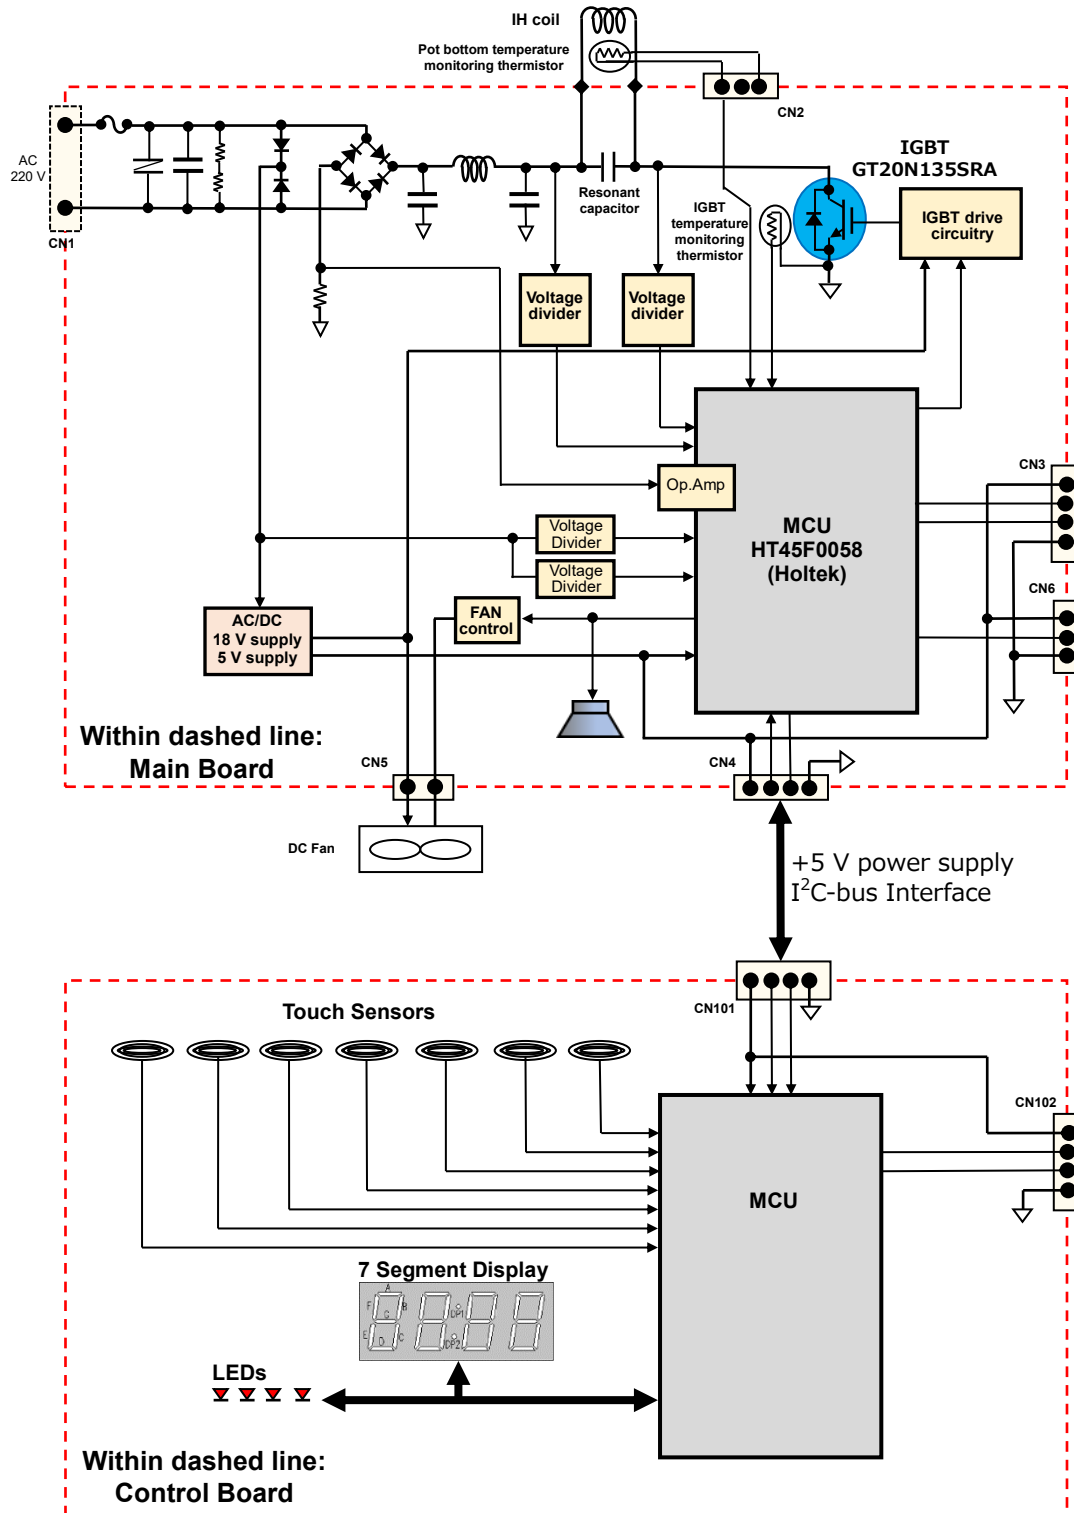 IH coil
Pot bottom temperature
monitoring thermistor
CN2
AC
220 V
CN1
IGBT
GT20N135SRA
Resonant
capacitor
IGBT
temperature
monitoring
thermistor
IGBT drive
circuitry
Voltage
divider
Voltage
divider
CN3
Op.Amp
MCU
HT45F0058
(Holtek)
Voltage
Divider
Voltage
Divider
CN6
AC/DC
18 V supply
5 V supply
FAN
control
Within dashed line:
Main Board
CN5
CN4
DC Fan
+5 V power supply
I²C-bus Interface
CN101
Touch Sensors
CN102
MCU
7 Segment Display
A
F
B
G
DP1
E
D
C
DP2
LEDs
Within dashed line:
Control Board